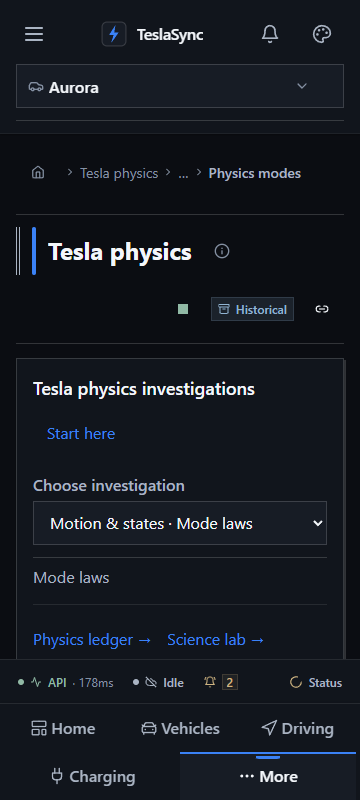 TeslaSync
Aurora
Tesla physics ... Physics modes
Tesla physics
Historical
Tesla physics investigations
Start here
Choose investigation
Motion & states · Mode laws
Mode laws
Physics ledger → Science lab →
API · 178ms Idle 2 Status
Home Vehicles Driving
Charging More